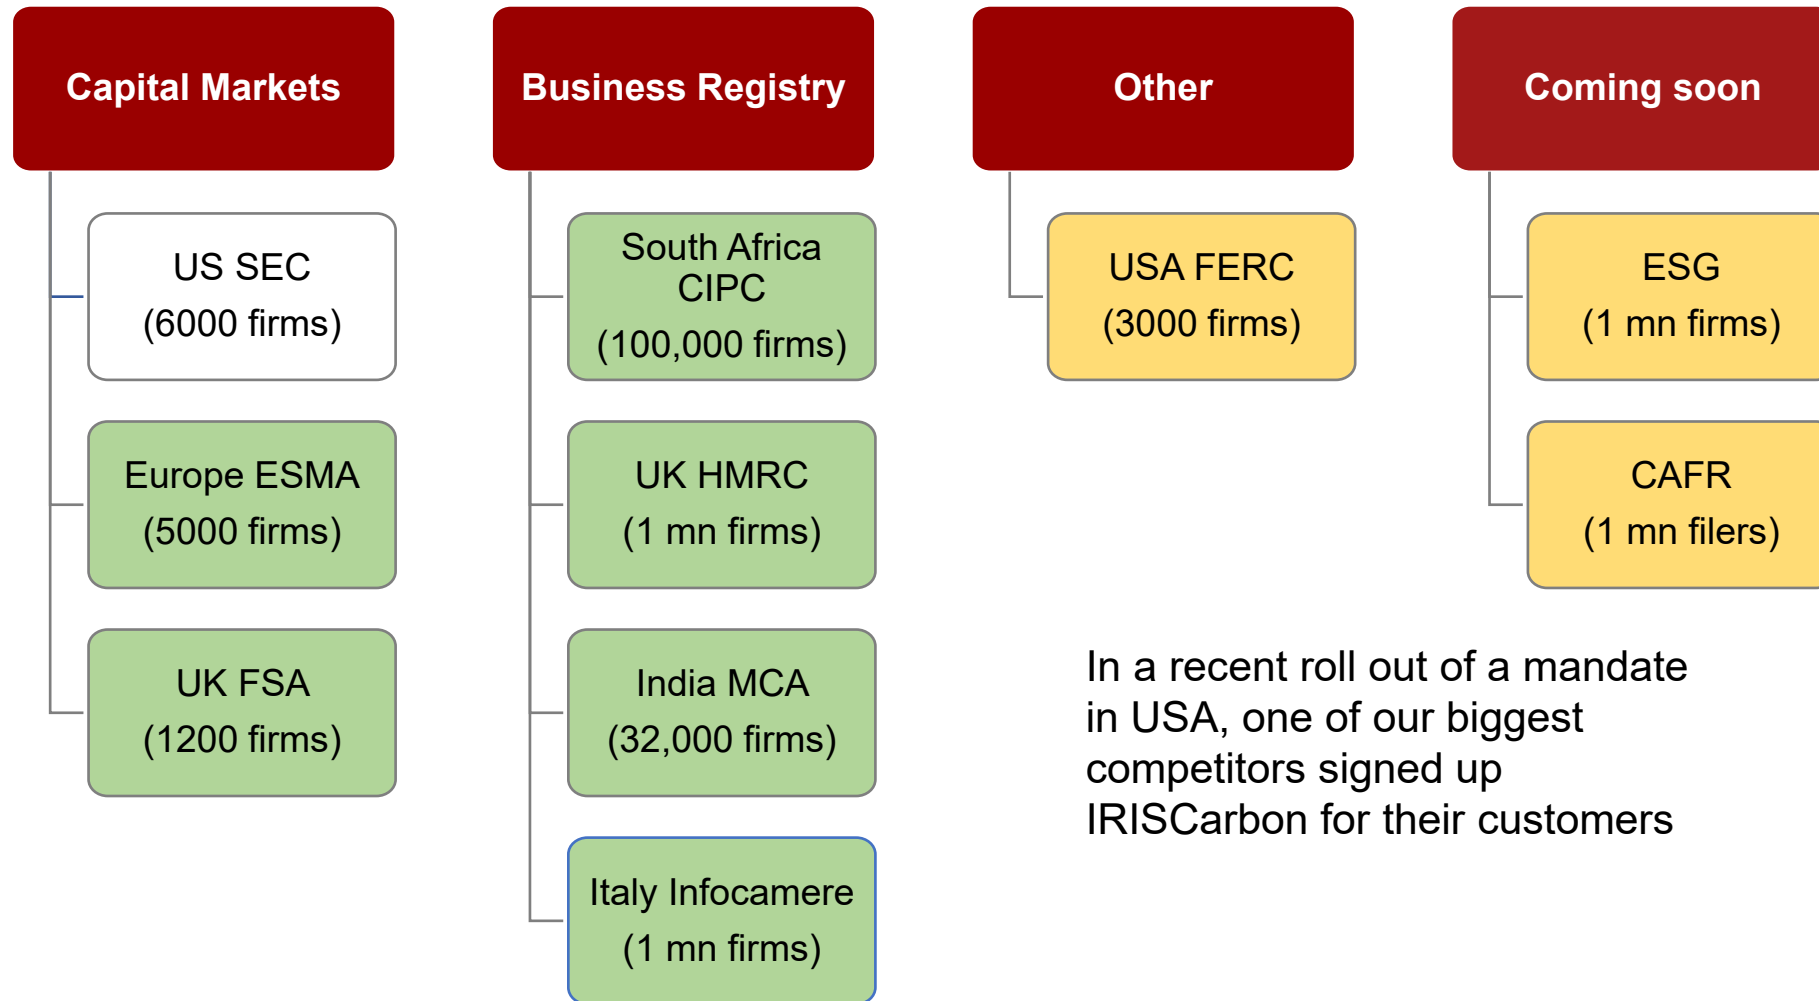 Capital Markets
US SEC
(6000 firms)
Europe ESMA
(5000 firms)
UK FSA
(1200 firms)
Business Registry
South Africa
CIPC
(100,000 firms)
UK HMRC
(1 mn firms)
India MCA
(32,000 firms)
Italy Infocamere
(1 mn firms)
Other
USA FERC
(3000 firms)
Coming soon
ESG
(1 mn firms)
CAFR
(1 mn filers)
In a recent roll out of a mandate
in USA, one of our biggest
competitors signed up
IRISCarbon for their customers